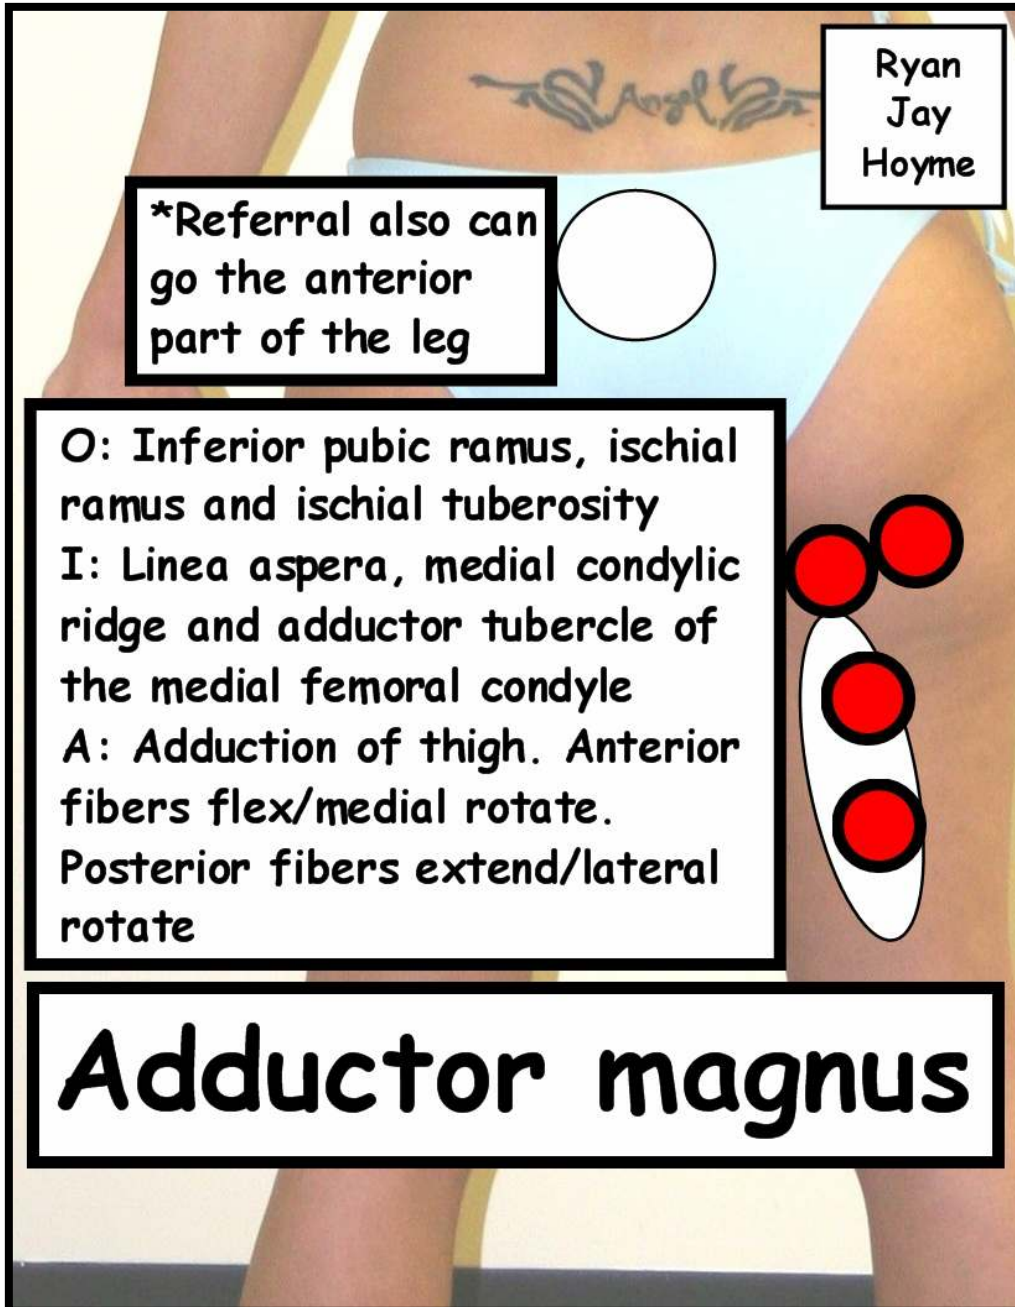 Angel
Ryan
Jay
Hoyme
*Referral also can
go the anterior
part of the leg
O: Inferior pubic ramus, ischial
ramus and ischial tuberosity
I: Linea aspera, medial condylic
ridge and adductor tubercle of
the medial femoral condyle
A: Adduction of thigh. Anterior
fibers flex/medial rotate.
Posterior fibers extend/lateral
rotate
Adductor magnus